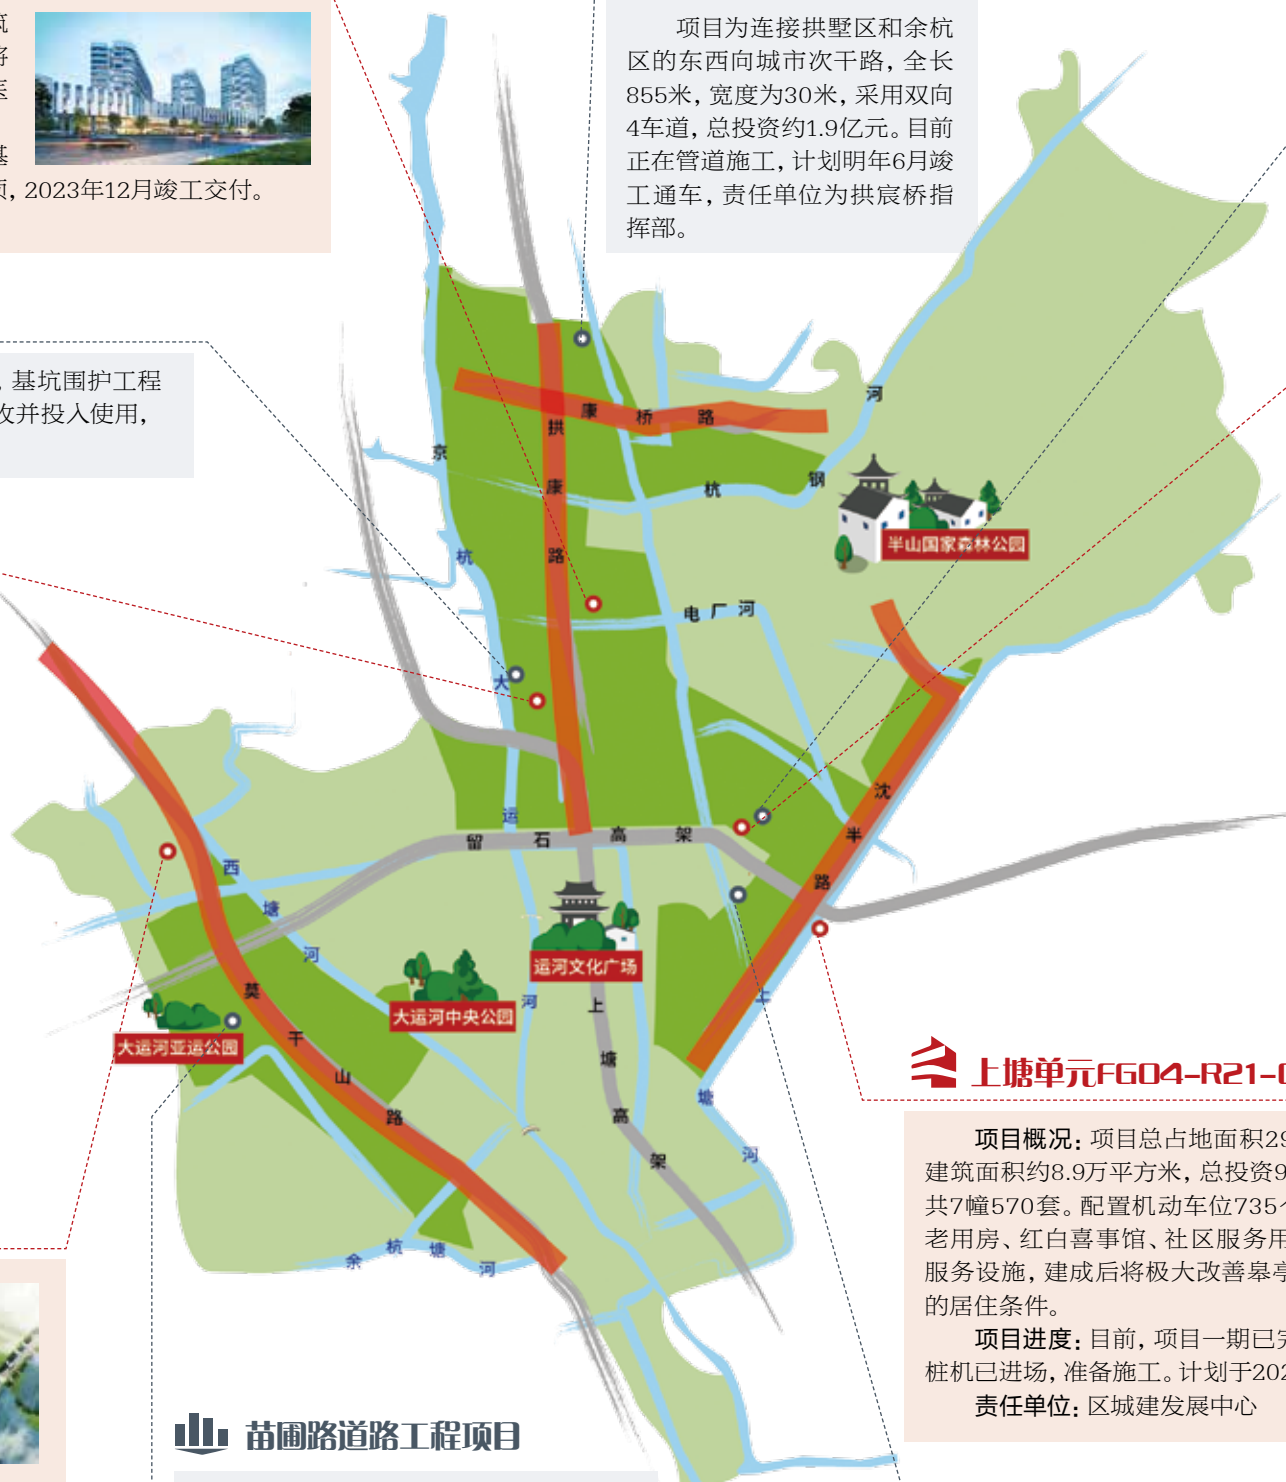 筑
将
医
基
项, 2023年12月竣工交付。
项目为连接拱墅区和余杭
区的东西向城市次干路, 全长
855米, 宽度为30米, 采用双向
4车道, 总投资约1.9亿元。目前
正在管道施工, 计划明年6月竣
工通车, 责任单位为拱宸桥指
挥部。
, 基坑围护工程
收并投入使用,
康桥路
拱康路
杭钢河
京杭大运河
半山国家森林公园
电厂河
留石高架
沈半路
西塘河
运河文化广场
大运河中央公园
大运河亚运公园
莫干山路
上塘高架
上塘河
余杭塘河
上塘单元FG04-R21-0
项目概况: 项目总占地面积29
建筑面积约8.9万平方米, 总投资9
共7幢570套。配置机动车位735个
老用房、红白喜事馆、社区服务用
服务设施, 建成后将极大改善皋亭
的居住条件。
项目进度: 目前, 项目一期已完
桩机已进场, 准备施工。计划于202
责任单位: 区城建发展中心
苗圃路道路工程项目